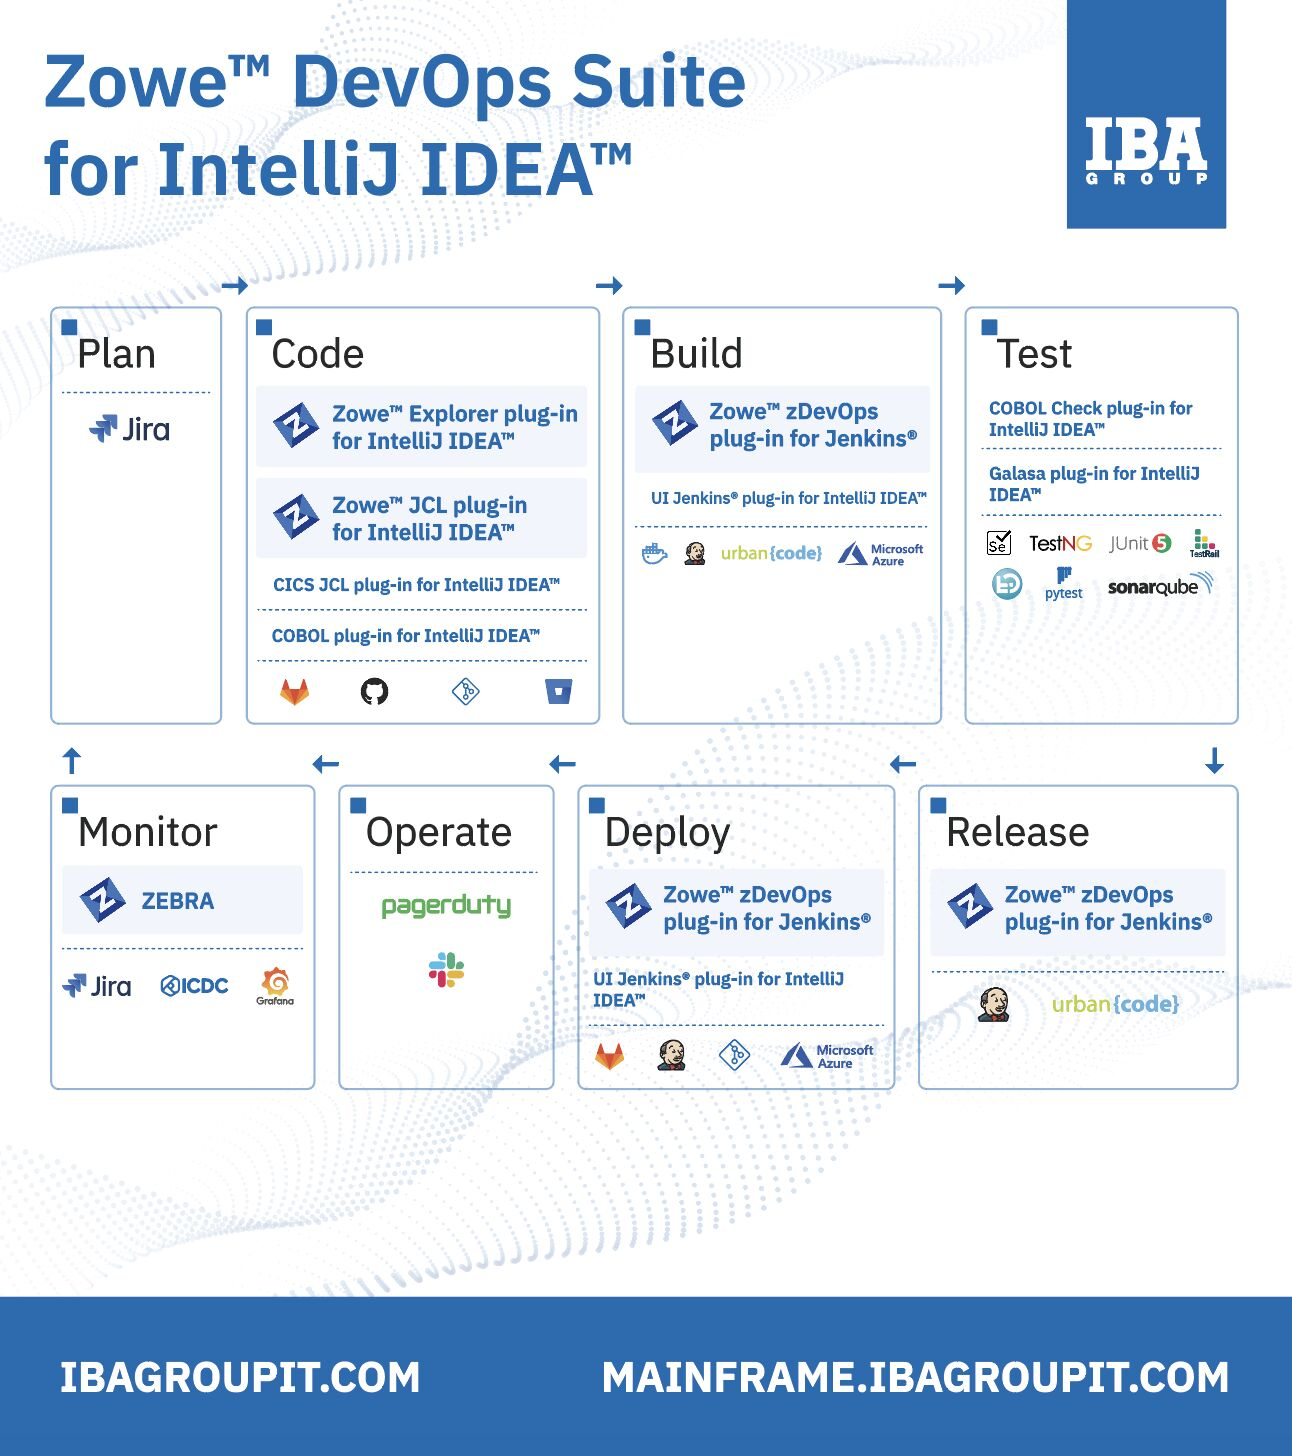 Zowe™ DevOps Suite
for IntelliJ IDEA™
IBA
GROUP
Plan
Jira
Code
Zowe™ Explorer plug-in
for IntelliJ IDEA™
Zowe™ JCL plug-in
for IntelliJ IDEA™
CICS JCL plug-in for IntelliJ IDEA™
COBOL plug-in for IntelliJ IDEA™
Build
Zowe™ zDevOps
plug-in for Jenkins®
UI Jenkins® plug-in for IntelliJ IDEA™
urban{code}
Microsoft
Azure
Test
COBOL Check plug-in for
IntelliJ IDEA™
Galasa plug-in for IntelliJ
IDEA™
Se
TestNG
JUnit 5
TestRail
pytest
sonarqube
Monitor
ZEBRA
Jira
ICDC
Grafana
Operate
pagerduty
Deploy
Zowe™ zDevOps
plug-in for Jenkins®
UI Jenkins® plug-in for IntelliJ
IDEA™
Microsoft
Azure
Release
Zowe™ zDevOps
plug-in for Jenkins®
urban{code}
IBAGROUPIT.COM
MAINFRAME.IBAGROUPIT.COM